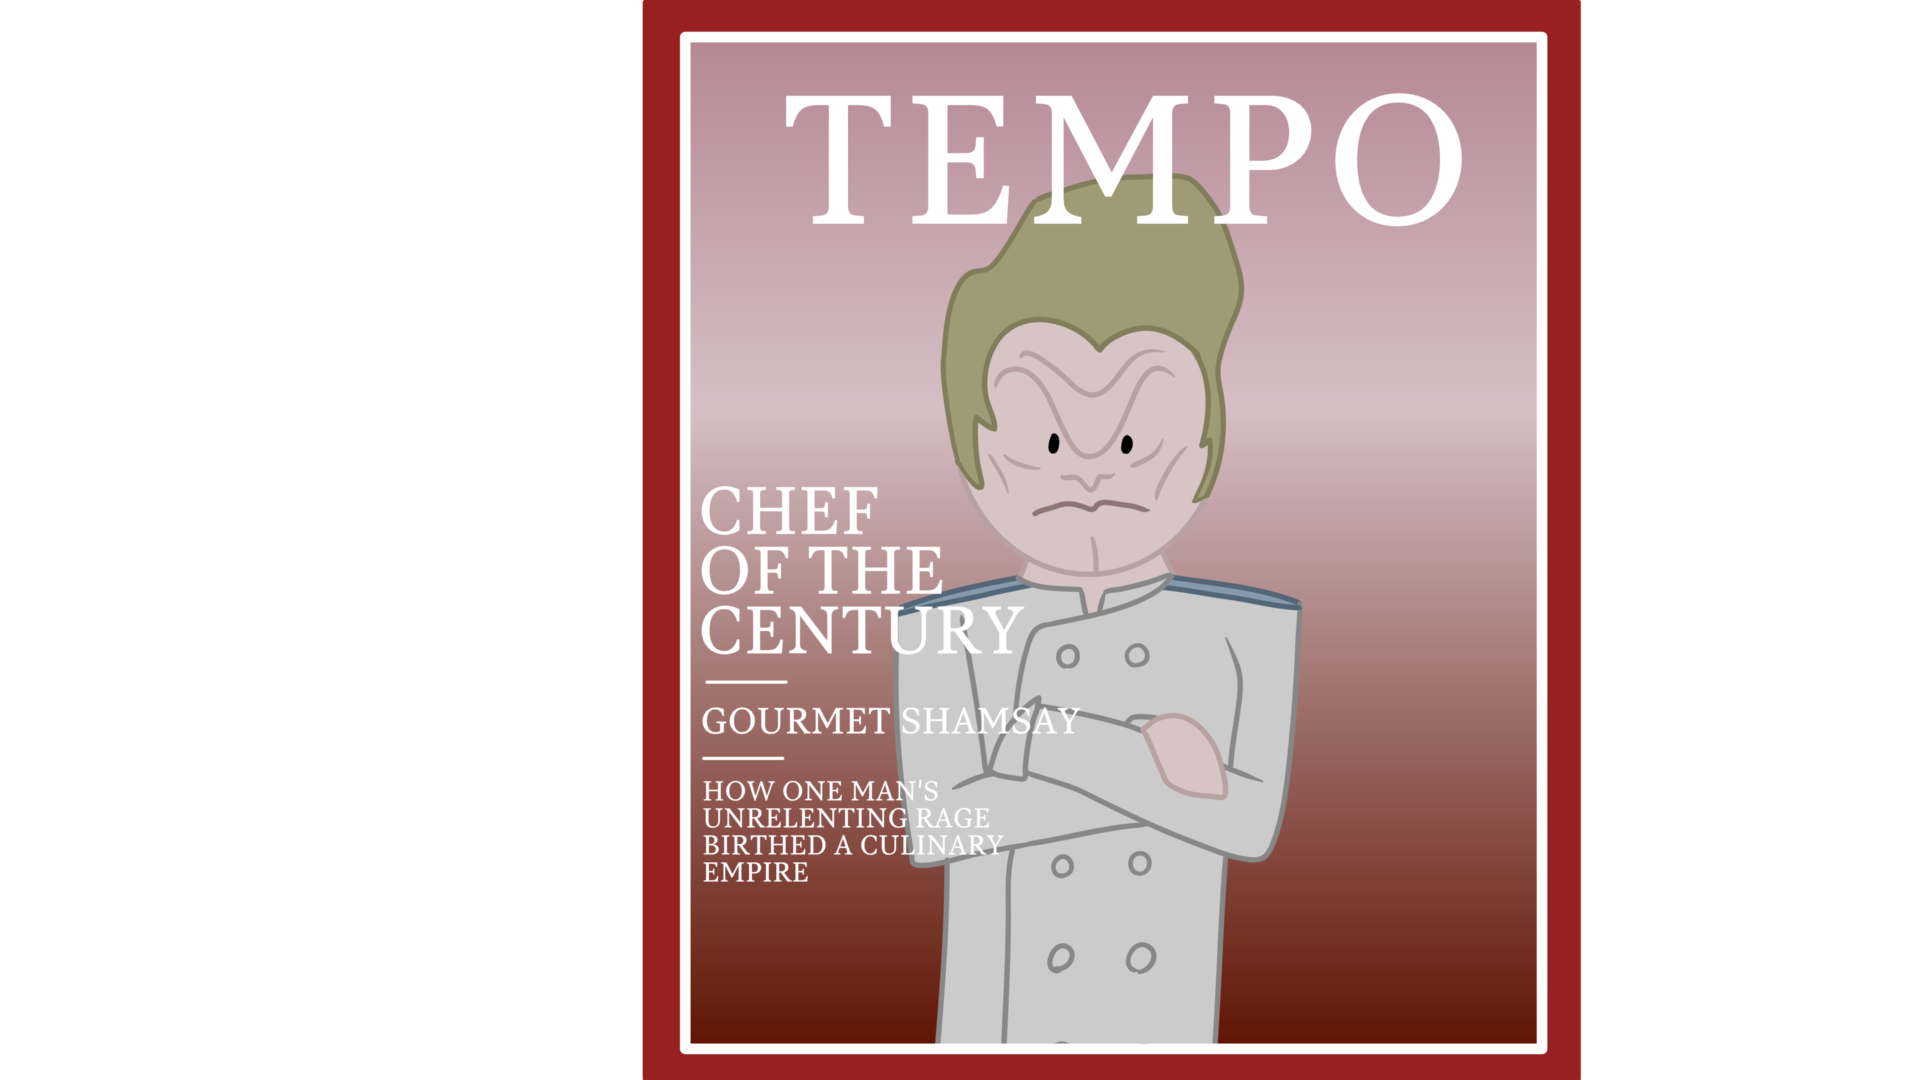 TEMPO
CHEF
OF THE
CENTURY
GOURMET SHAMSAY
HOW ONE MAN'S
UNRELENTING RAGE
BIRTHED A CULINARY
EMPIRE